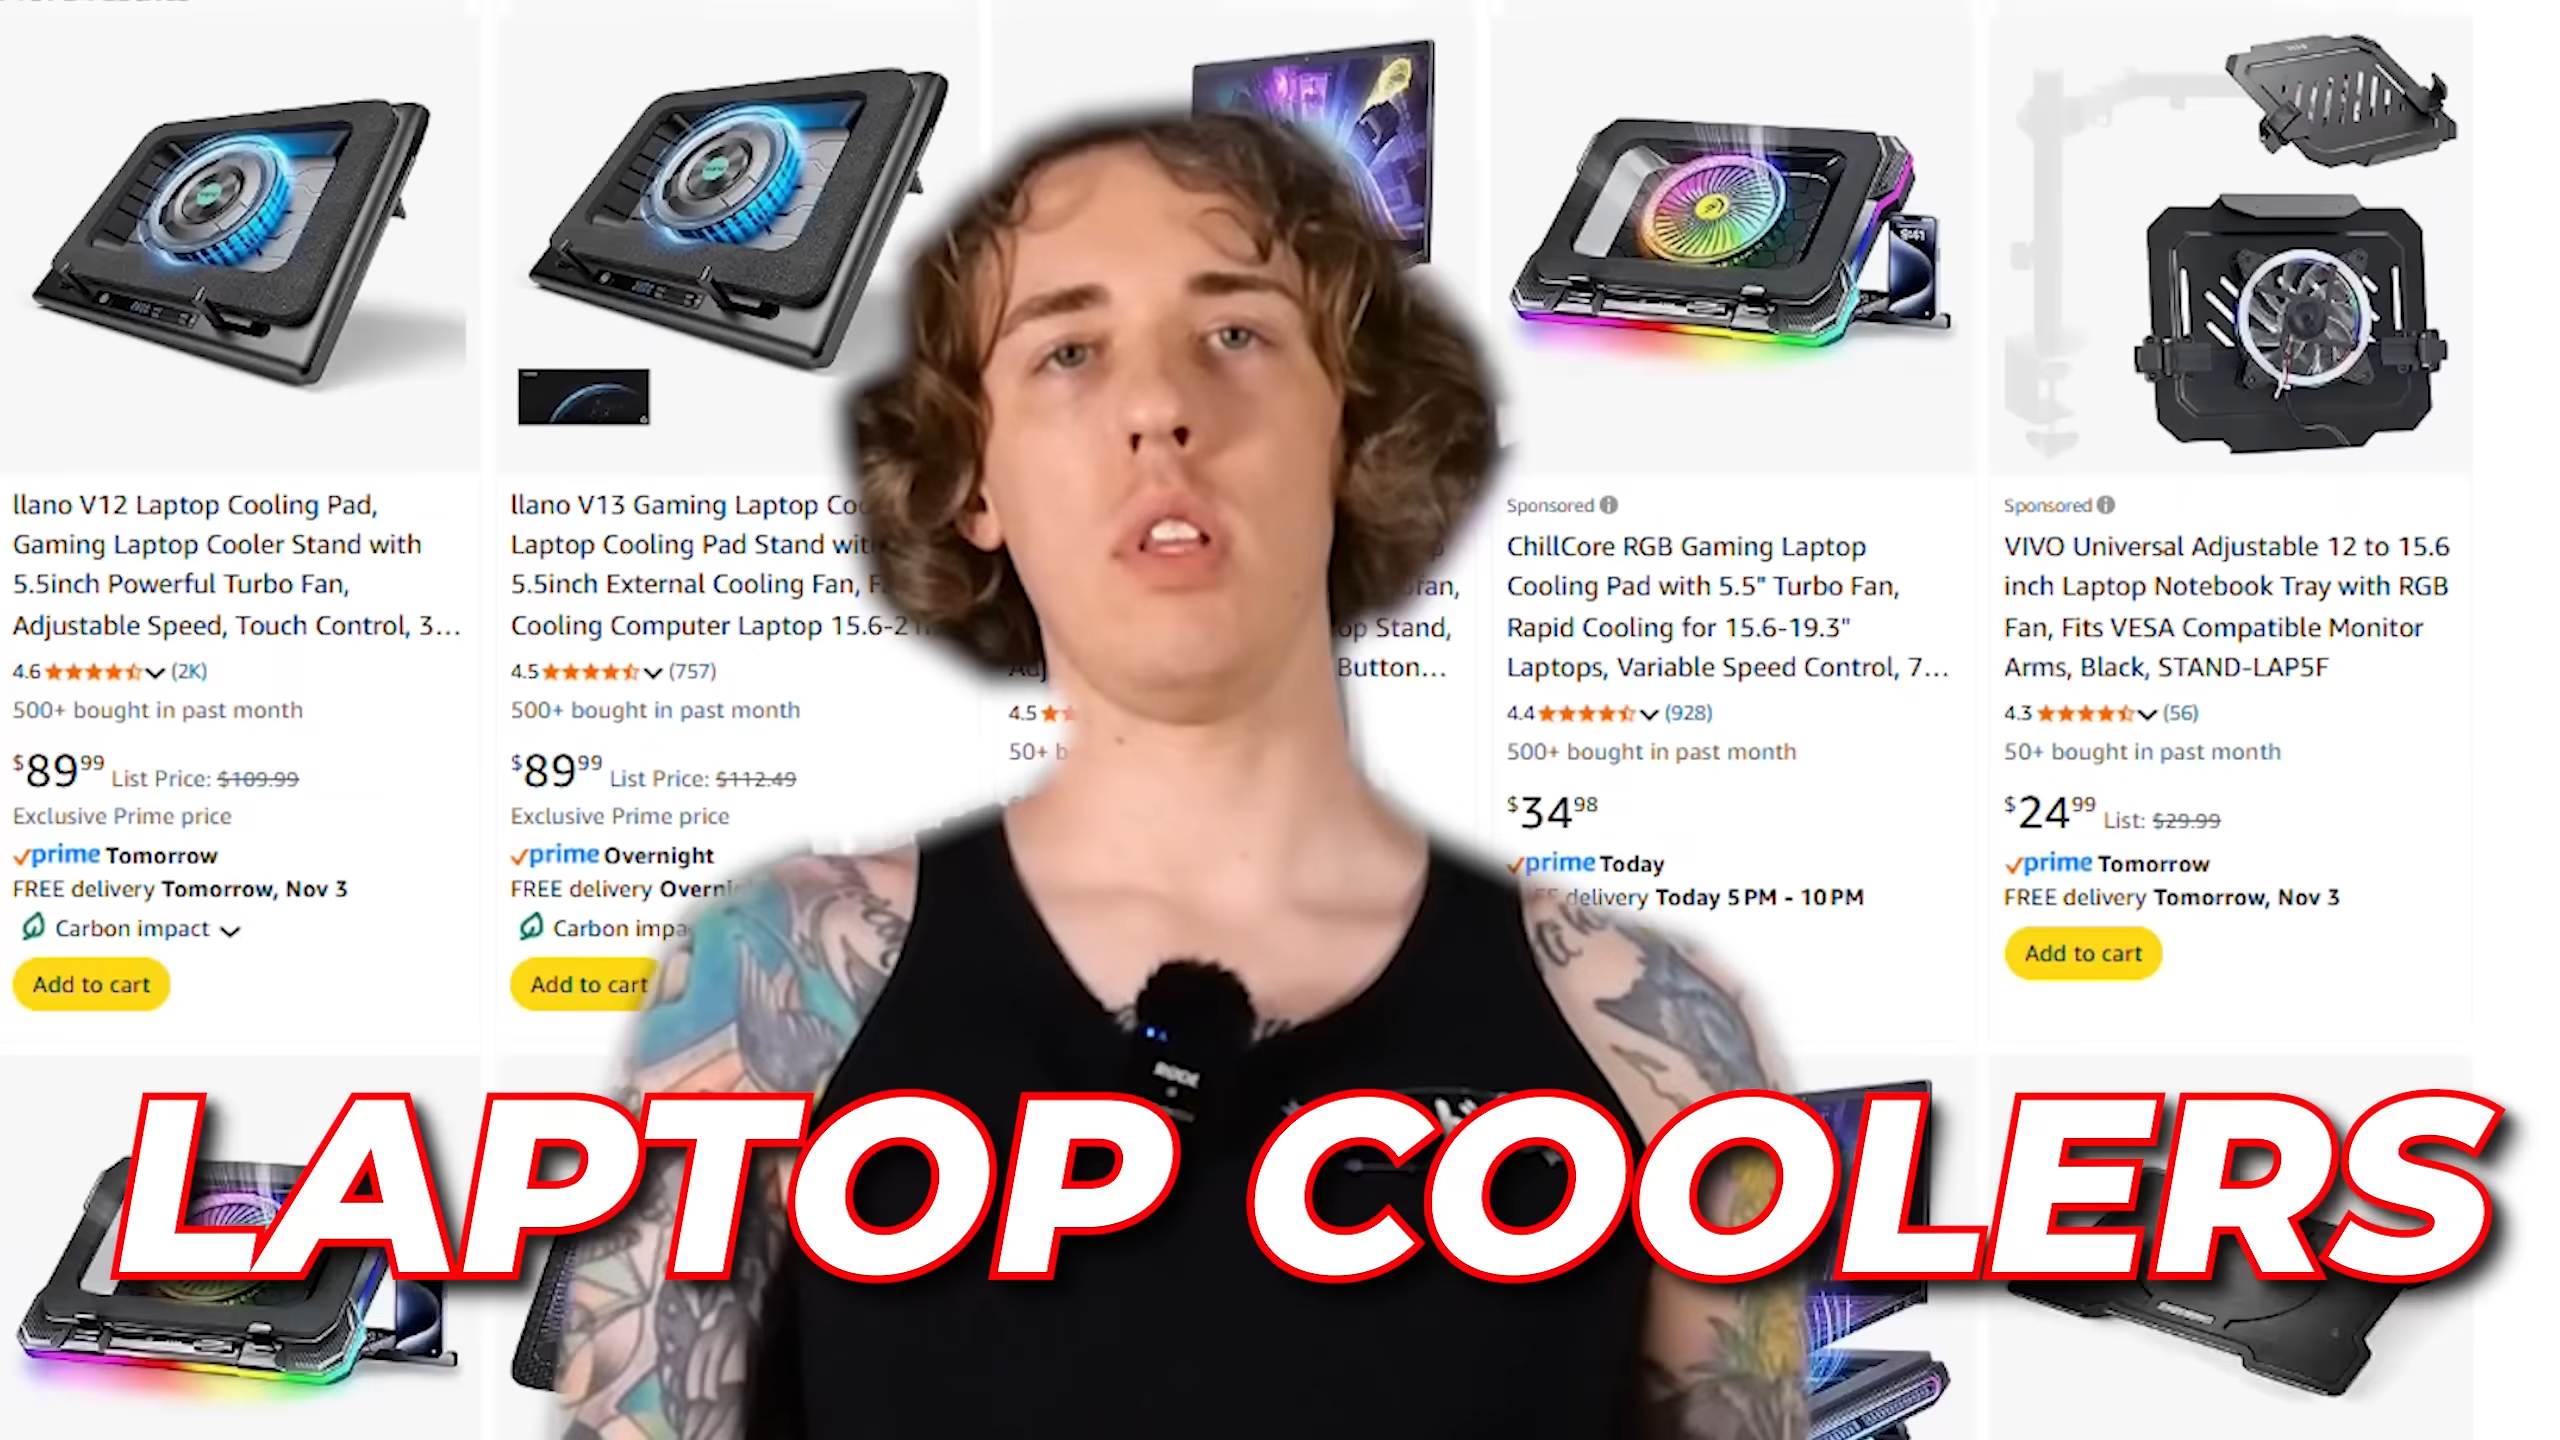 llano V12 Laptop Cooling Pad,
Gaming Laptop Cooler Stand with
5.5inch Powerful Turbo Fan,
Adjustable Speed, Touch Control, 3...
4.6 (2K)
500+ bought in past month
$89.99 List Price: $109.99
Exclusive Prime price
prime Tomorrow
FREE delivery Tomorrow, Nov 3
Carbon impact
Add to cart
llano V13 Gaming Laptop
Laptop Cooling Pad Stand
5.5inch External Cooling Fan,
Cooling Computer Laptop 15.6-
4.5 (757)
500+ bought in past month
$89.99 List Price: $112.49
Exclusive Prime price
prime Overnight
FREE delivery
Carbon
Add to cart
Stand,
Button...
4.5
50+
Sponsored
ChillCore RGB Gaming Laptop
Cooling Pad with 5.5" Turbo Fan,
Rapid Cooling for 15.6-19.3"
Laptops, Variable Speed Control, 7...
4.4 (928)
500+ bought in past month
$34.98
prime Today
delivery Today 5 PM - 10 PM
Sponsored
VIVO Universal Adjustable 12 to 15.6
inch Laptop Notebook Tray with RGB
Fan, Fits VESA Compatible Monitor
Arms, Black, STAND-LAP5F
4.3 (56)
50+ bought in past month
$24.99 List: $29.99
prime Tomorrow
FREE delivery Tomorrow, Nov 3
Add to cart
RODE
LAPTOP COOLERS